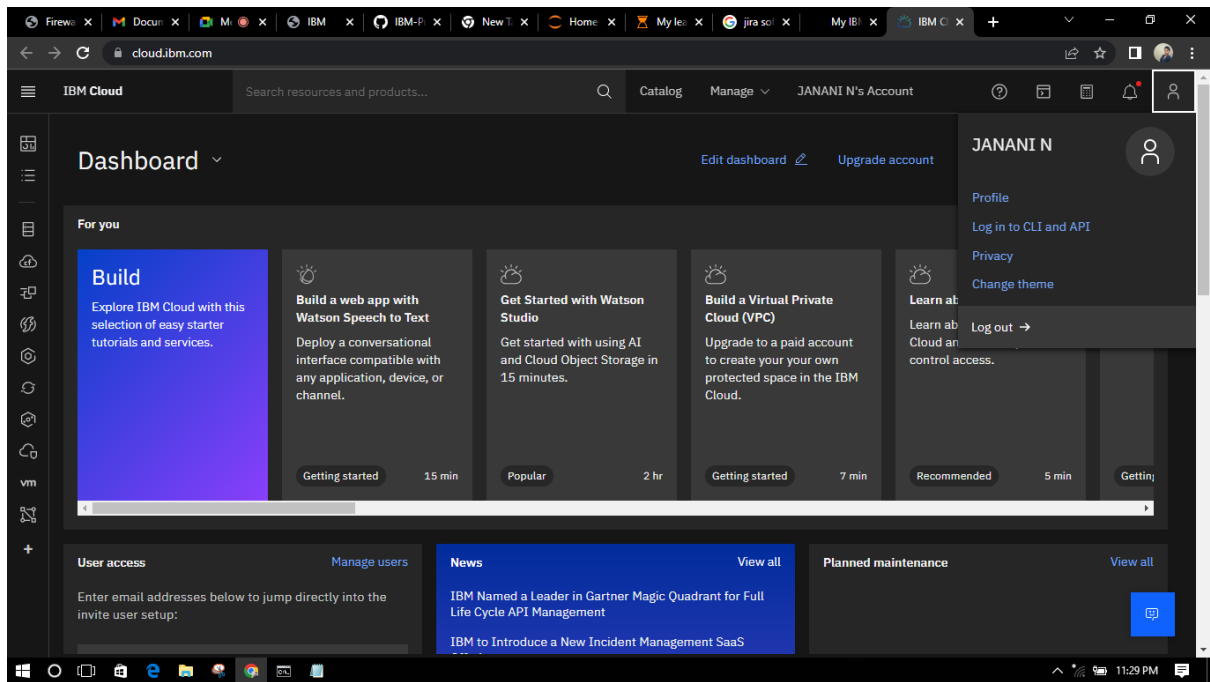 Firewa
Docum
Me
IBM
IBM-Pr
New Ta
Home
My lea
jira sof
My IBM
IBM Cl
cloud.ibm.com
IBM Cloud
Search resources and products...
Catalog
Manage
JANANI N's Account
JANANI N
Profile
Log in to CLI and API
Privacy
Change theme
Log out →
Dashboard
Edit dashboard
Upgrade account
For you
Build
Explore IBM Cloud with this
selection of easy starter
tutorials and services.
Build a web app with
Watson Speech to Text
Deploy a conversational
interface compatible with
any application, device, or
channel.
Getting started
15 min
Get Started with Watson
Studio
Get started with using AI
and Cloud Object Storage in
15 minutes.
Popular
2 hr
Build a Virtual Private
Cloud (VPC)
Upgrade to a paid account
to create your your own
protected space in the IBM
Cloud.
Getting started
7 min
Learn ab
Learn ab
Cloud an
control access.
Recommended
5 min
Getting
vm
User access
Manage users
Enter email addresses below to jump directly into the
invite user setup:
News
View all
IBM Named a Leader in Gartner Magic Quadrant for Full
Life Cycle API Management
IBM to Introduce a New Incident Management SaaS
Planned maintenance
View all
11:29 PM